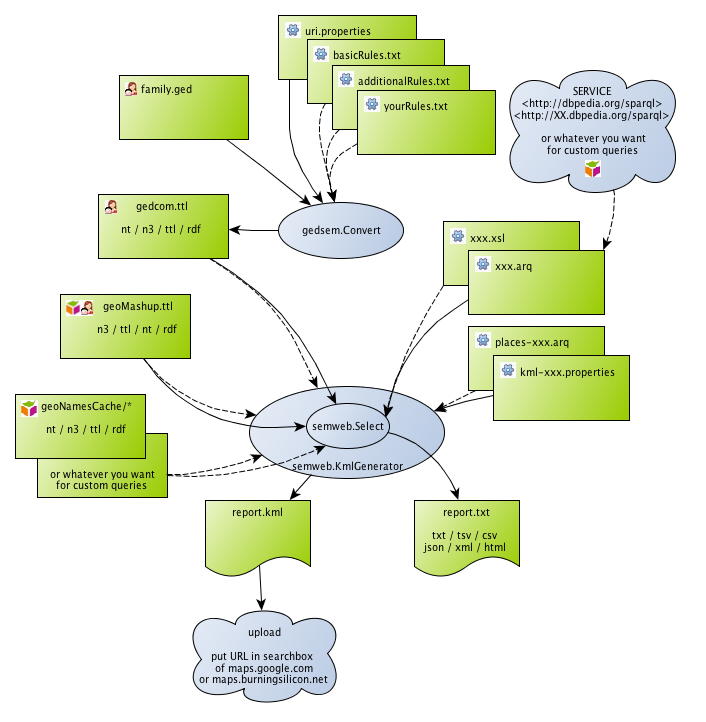 uri.properties
basicRules.txt
additionalRules.txt
yourRules.txt
family.ged
SERVICE
<http://dbpedia.org/sparql>
<http://XX.dbpedia.org/sparql>
or whatever you want
for custom queries
gedcom.ttl
nt / n3 / ttl / rdf
gedsem.Convert
xxx.xsl
xxx.arq
geoMashup.ttl
n3 / ttl / nt / rdf
places-xxx.arq
kml-xxx.properties
geoNamesCache/*
nt / n3 / ttl / rdf
or whatever you want
for custom queries
semweb.Select
semweb.KmlGenerator
report.kml
report.txt
txt / tsv / csv
json / xml / html
upload
put URL in searchbox
of maps.google.com
or maps.burningsilicon.net